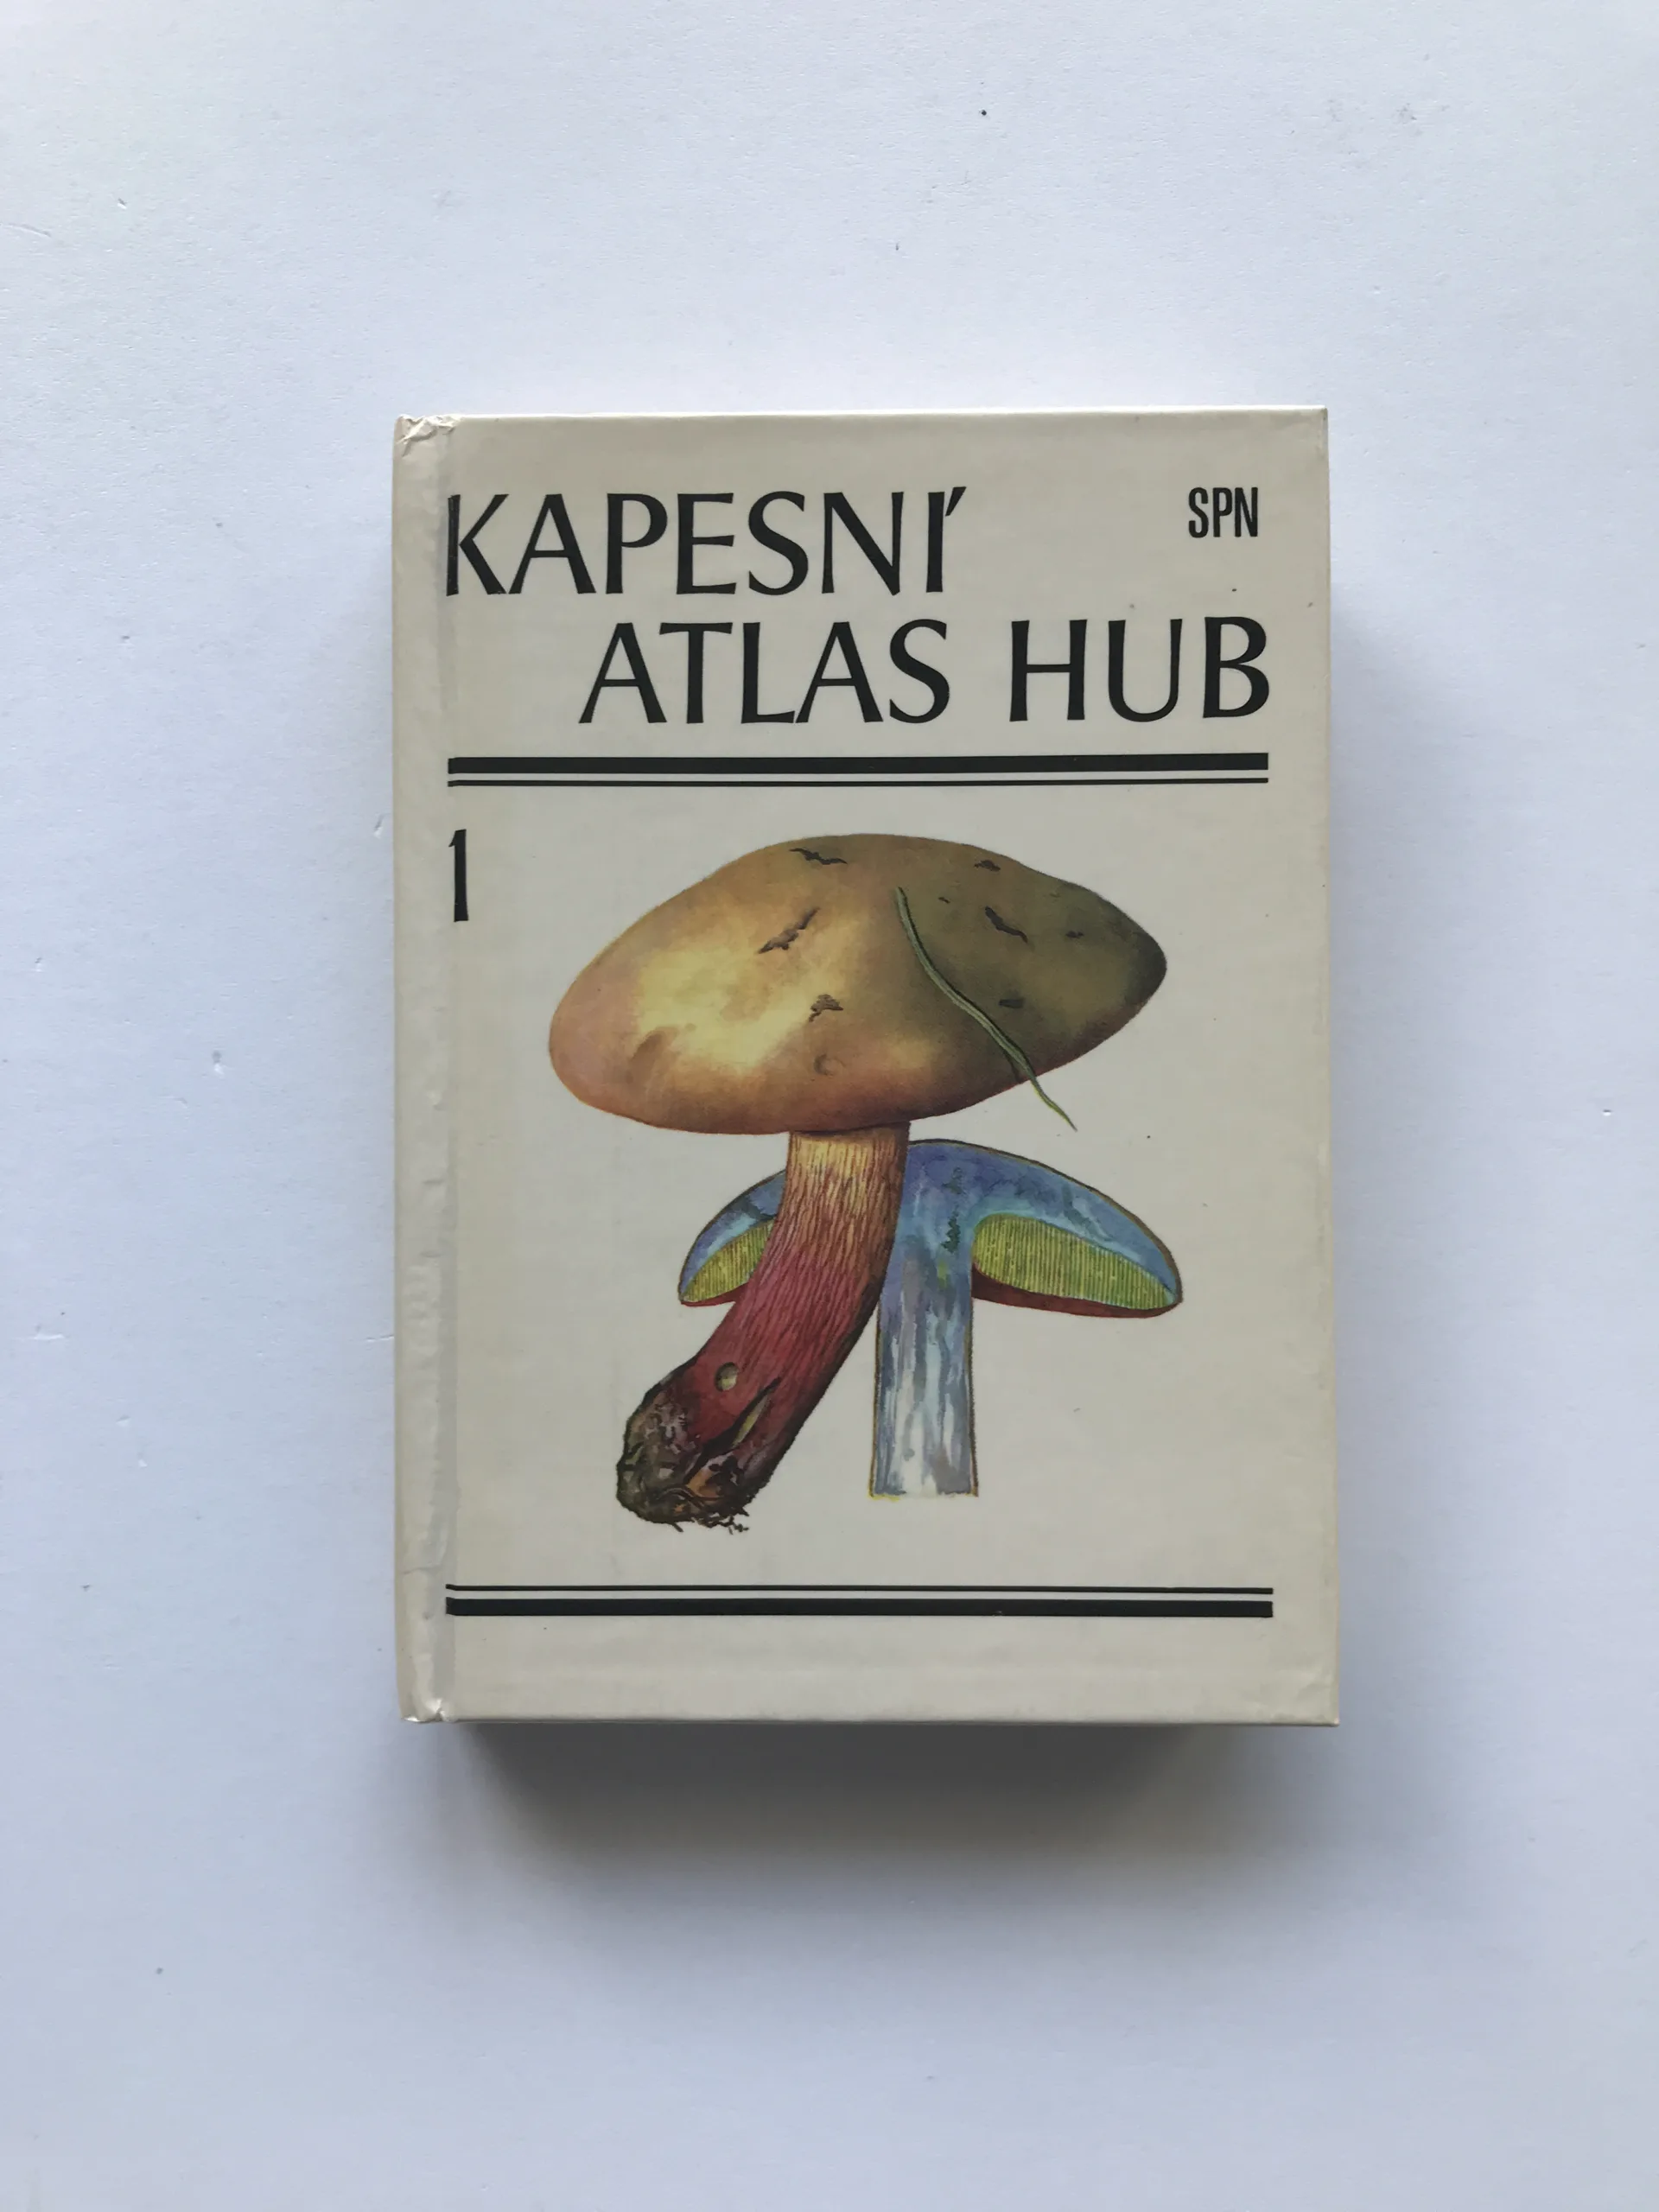 KAPESNÍ
SPN
ATLAS HUB
1